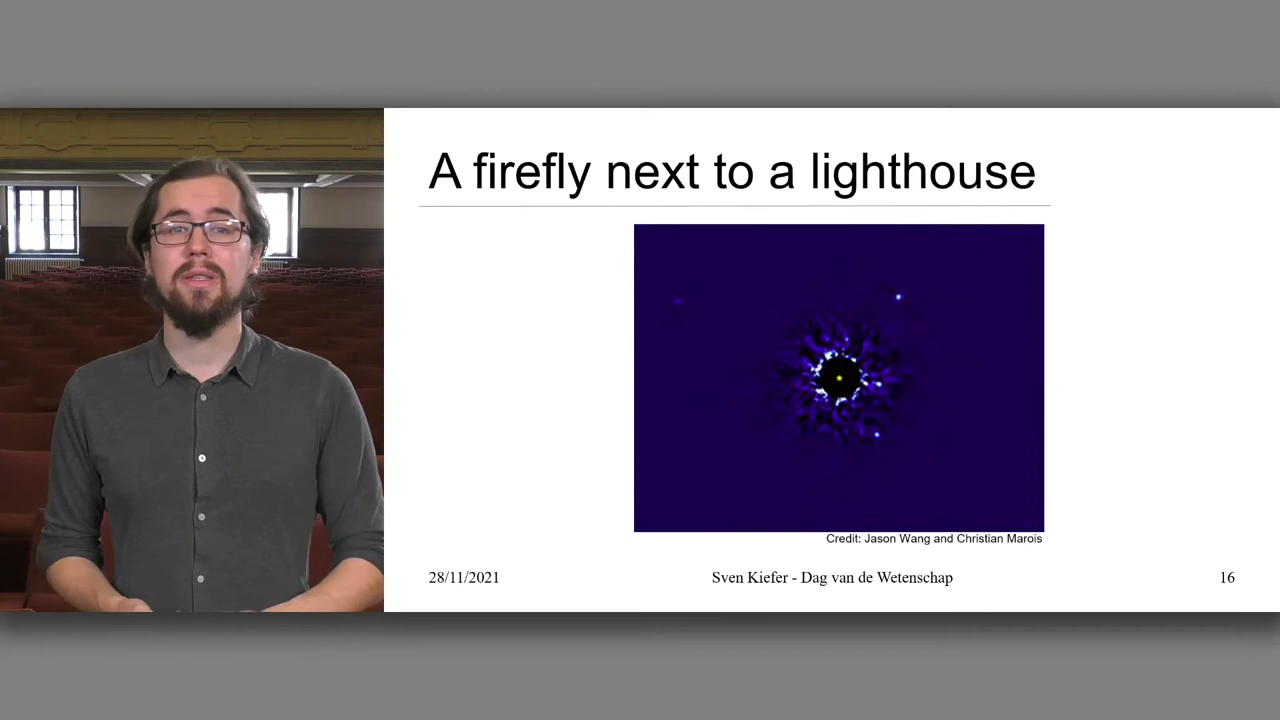 A firefly next to a lighthouse
Credit: Jason Wang and Christian Marois
28/11/2021
Sven Kiefer - Dag van de Wetenschap
16